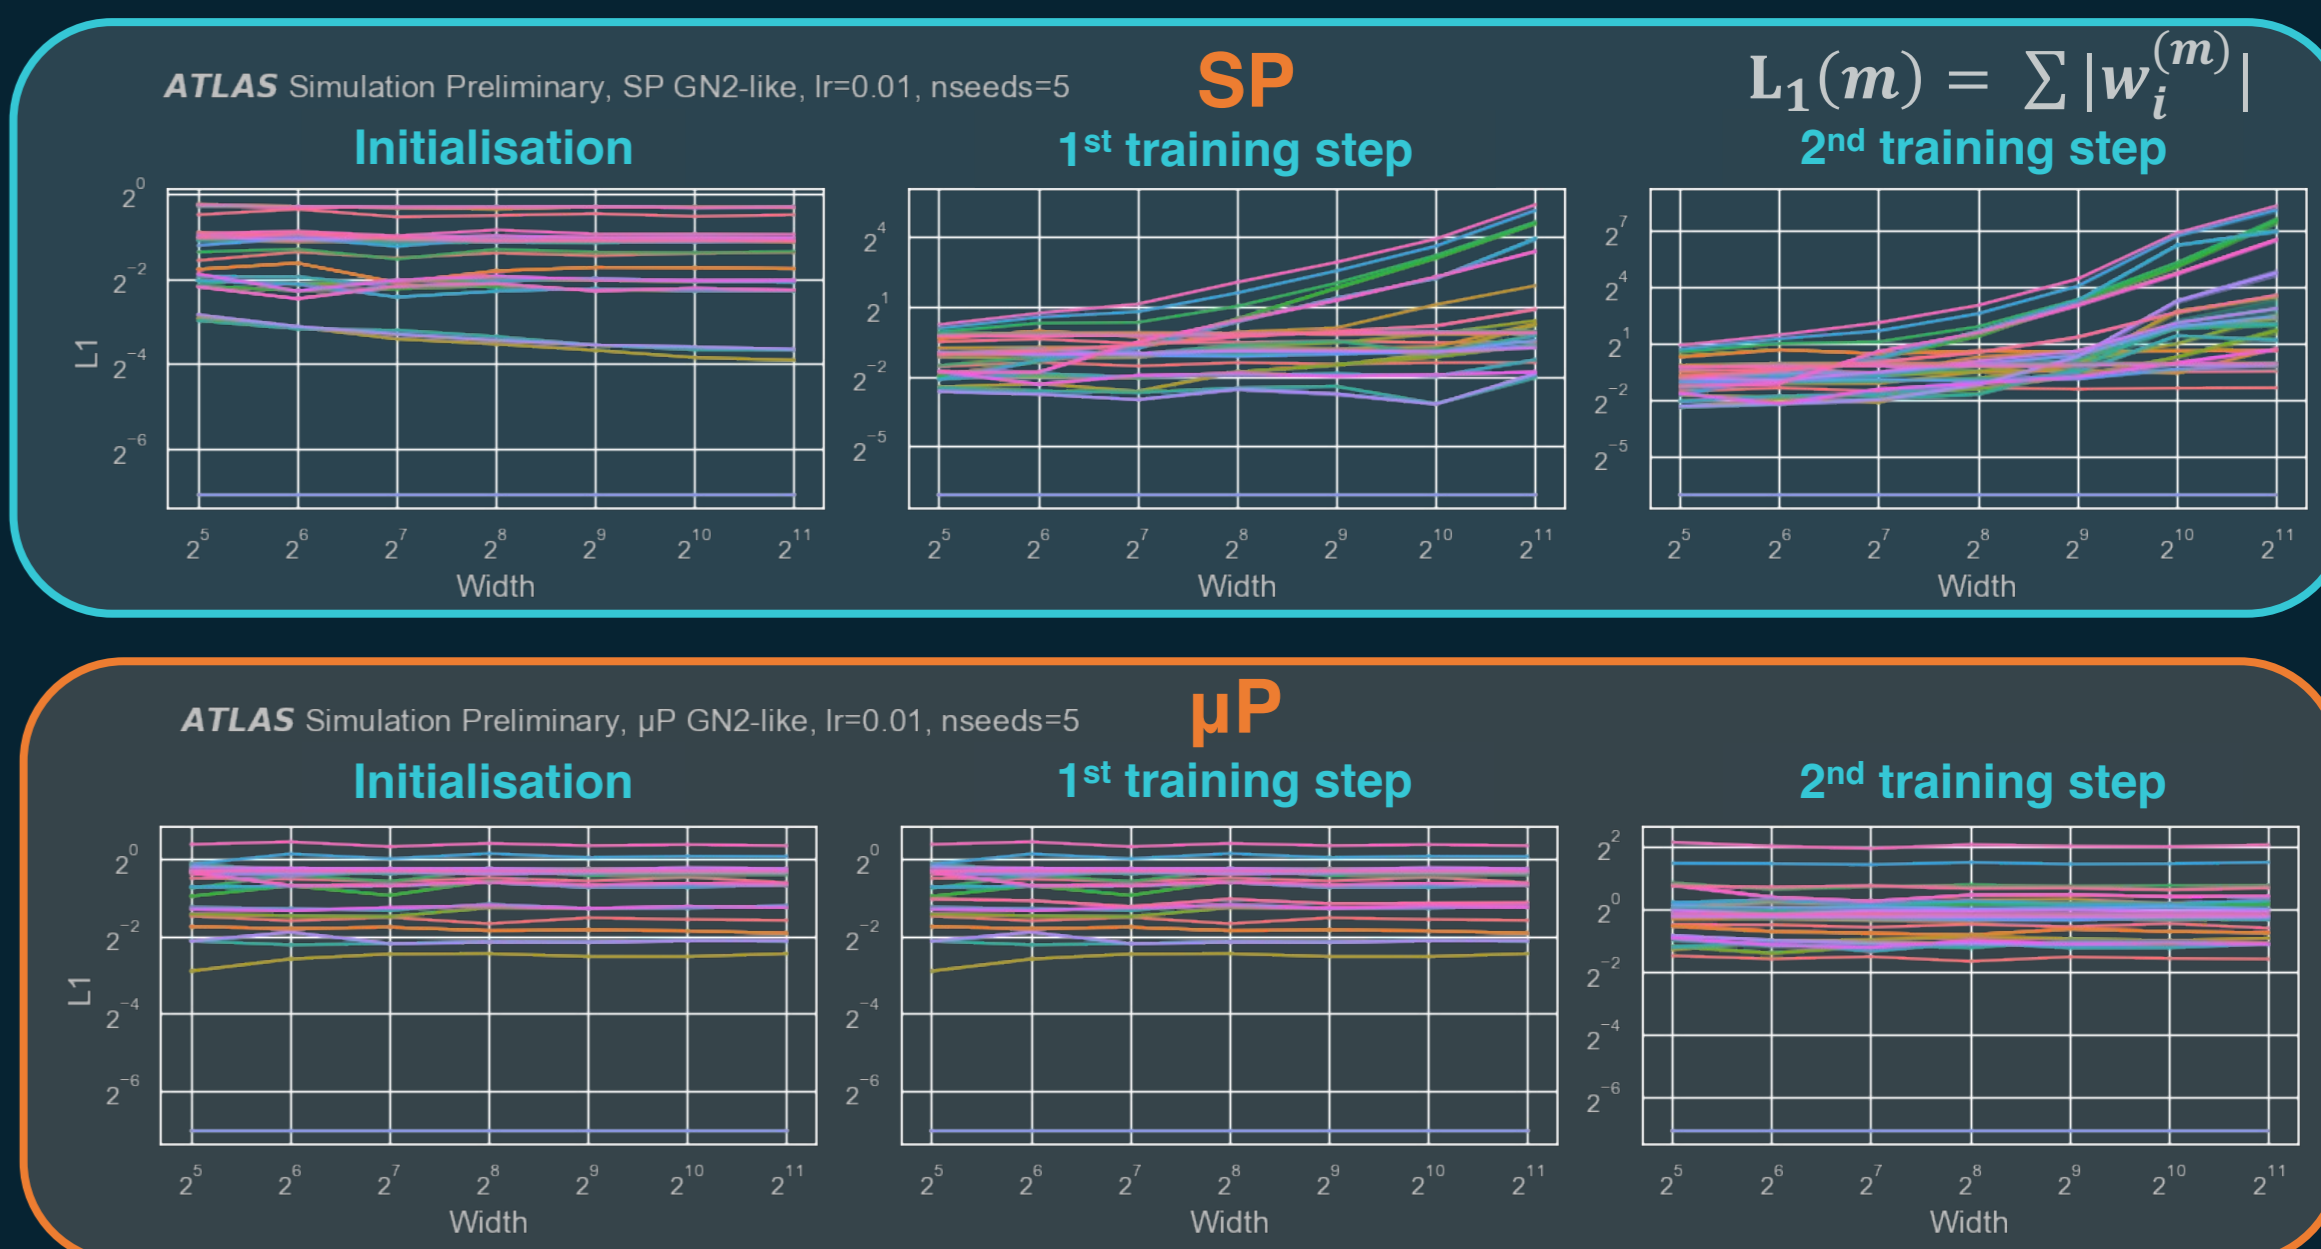 ATLAS Simulation Preliminary, SP GN2-like, lr=0.01, nseeds=5
SP
L₁(m) = ∑ |wᵢ⁽ᵐ⁾|
Initialisation
1st training step
2nd training step
L1
2⁰
2⁻²
2⁻⁴
2⁻⁶
2⁵ 2⁶ 2⁷ 2⁸ 2⁹ 2¹⁰ 2¹¹
Width
2⁴
2¹
2⁻²
2⁻⁵
2⁵ 2⁶ 2⁷ 2⁸ 2⁹ 2¹⁰ 2¹¹
Width
2⁷
2⁴
2¹
2⁻²
2⁻⁵
2⁵ 2⁶ 2⁷ 2⁸ 2⁹ 2¹⁰ 2¹¹
Width
ATLAS Simulation Preliminary, µP GN2-like, lr=0.01, nseeds=5
µP
Initialisation
1st training step
2nd training step
L1
2⁰
2⁻²
2⁻⁴
2⁻⁶
2⁵ 2⁶ 2⁷ 2⁸ 2⁹ 2¹⁰ 2¹¹
Width
2⁰
2⁻²
2⁻⁴
2⁻⁶
2⁵ 2⁶ 2⁷ 2⁸ 2⁹ 2¹⁰ 2¹¹
Width
2²
2⁰
2⁻²
2⁻⁴
2⁻⁶
2⁵ 2⁶ 2⁷ 2⁸ 2⁹ 2¹⁰ 2¹¹
Width